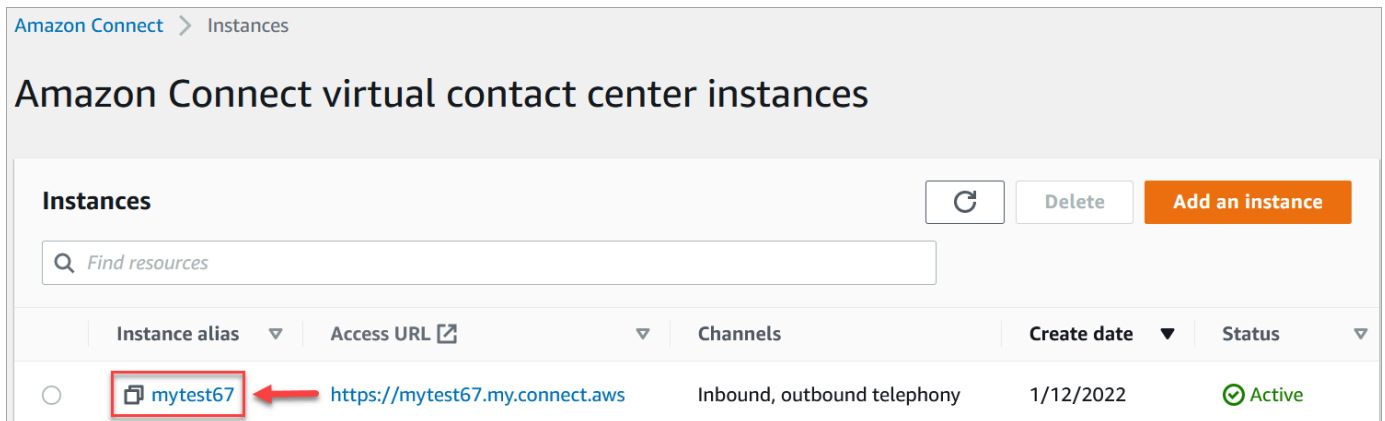 Amazon Connect > Instances
Amazon Connect virtual contact center instances
Instances
Delete
Add an instance
Find resources
Instance alias Access URL Channels Create date Status
mytest67 https://mytest67.my.connect.aws Inbound, outbound telephony 1/12/2022 Active